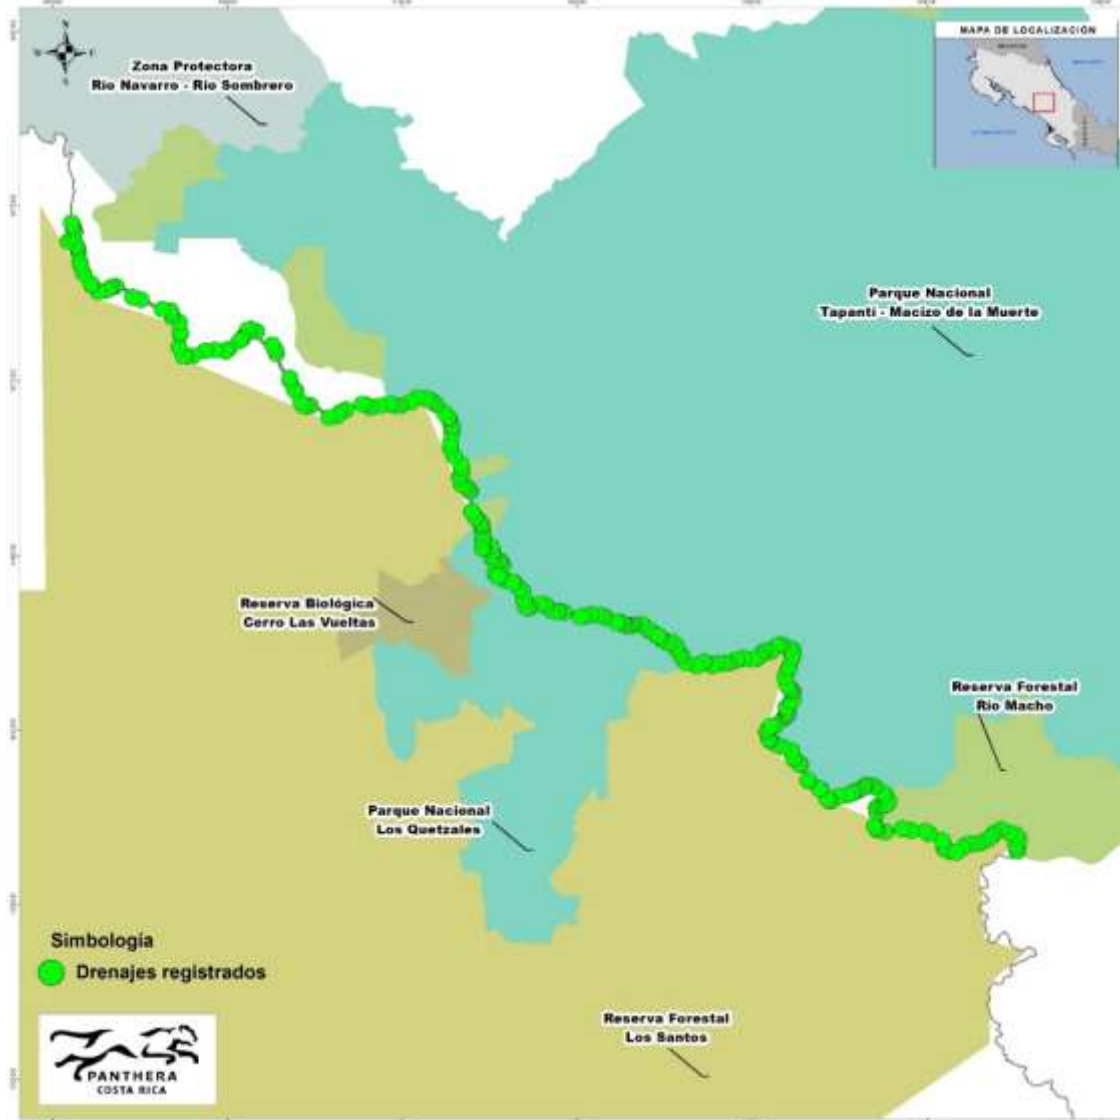 N
MAPA DE LOCALIZACIÓN
Zona Protectora
Río Navarro - Río Sombrero
Parque Nacional
Tapantí - Macizo de la Muerte
Reserva Biológica
Cerro Las Vueltas
Reserva Forestal
Río Macho
Parque Nacional
Los Quetzales
Simbología
Drenajes registrados
Reserva Forestal
Los Santos
PANTHERA
COSTA RICA